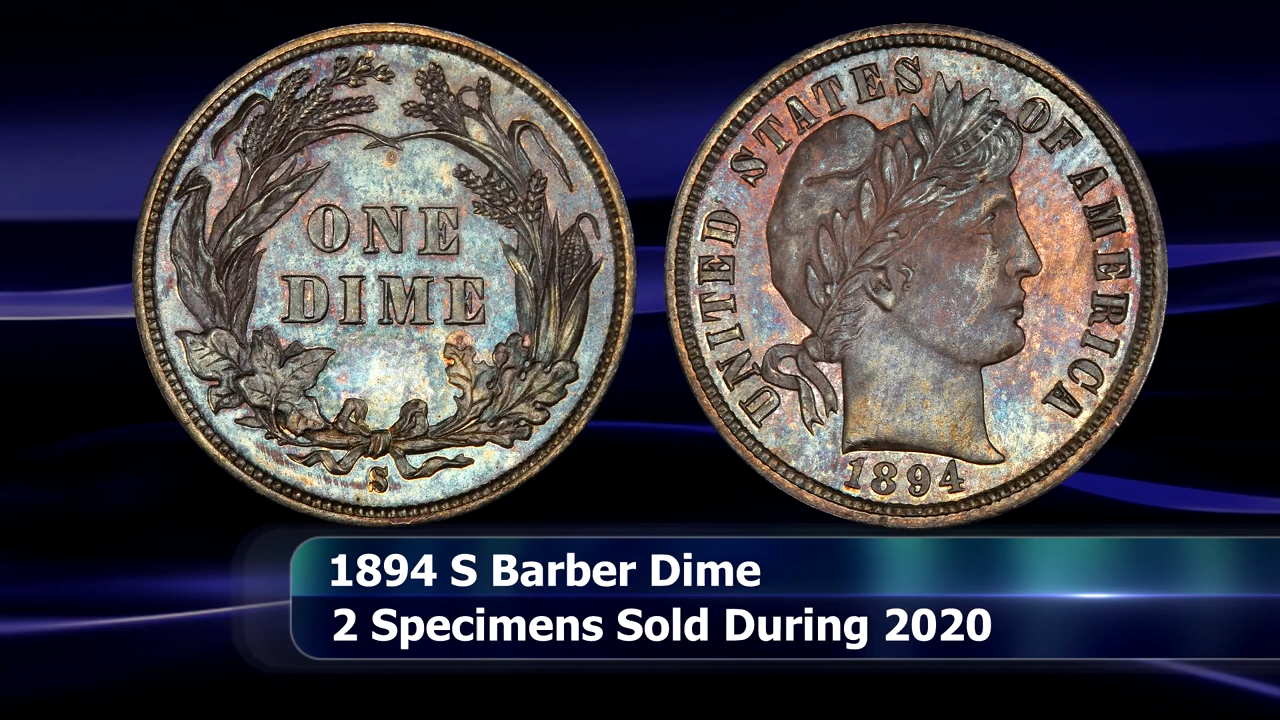 ONE
DIME
S
UNITED STATES OF AMERICA
1894
1894 S Barber Dime
2 Specimens Sold During 2020